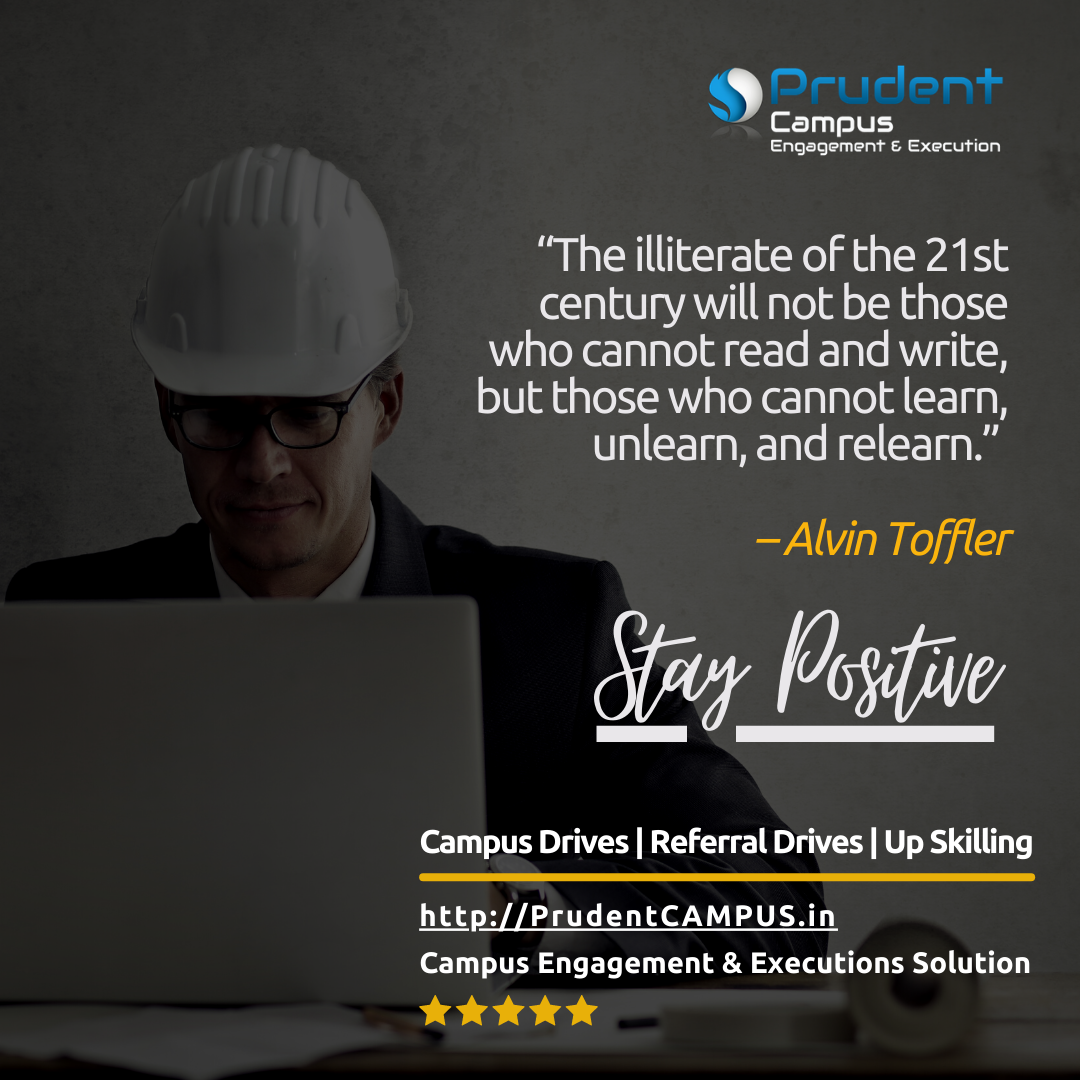 Prudent
Campus
Engagement & Execution
“The illiterate of the 21st
century will not be those
who cannot read and write,
but those who cannot learn,
unlearn, and relearn.”
– Alvin Toffler
Stay Positive
Campus Drives | Referral Drives | Up Skilling
http://PrudentCAMPUS.in
Campus Engagement & Executions Solution